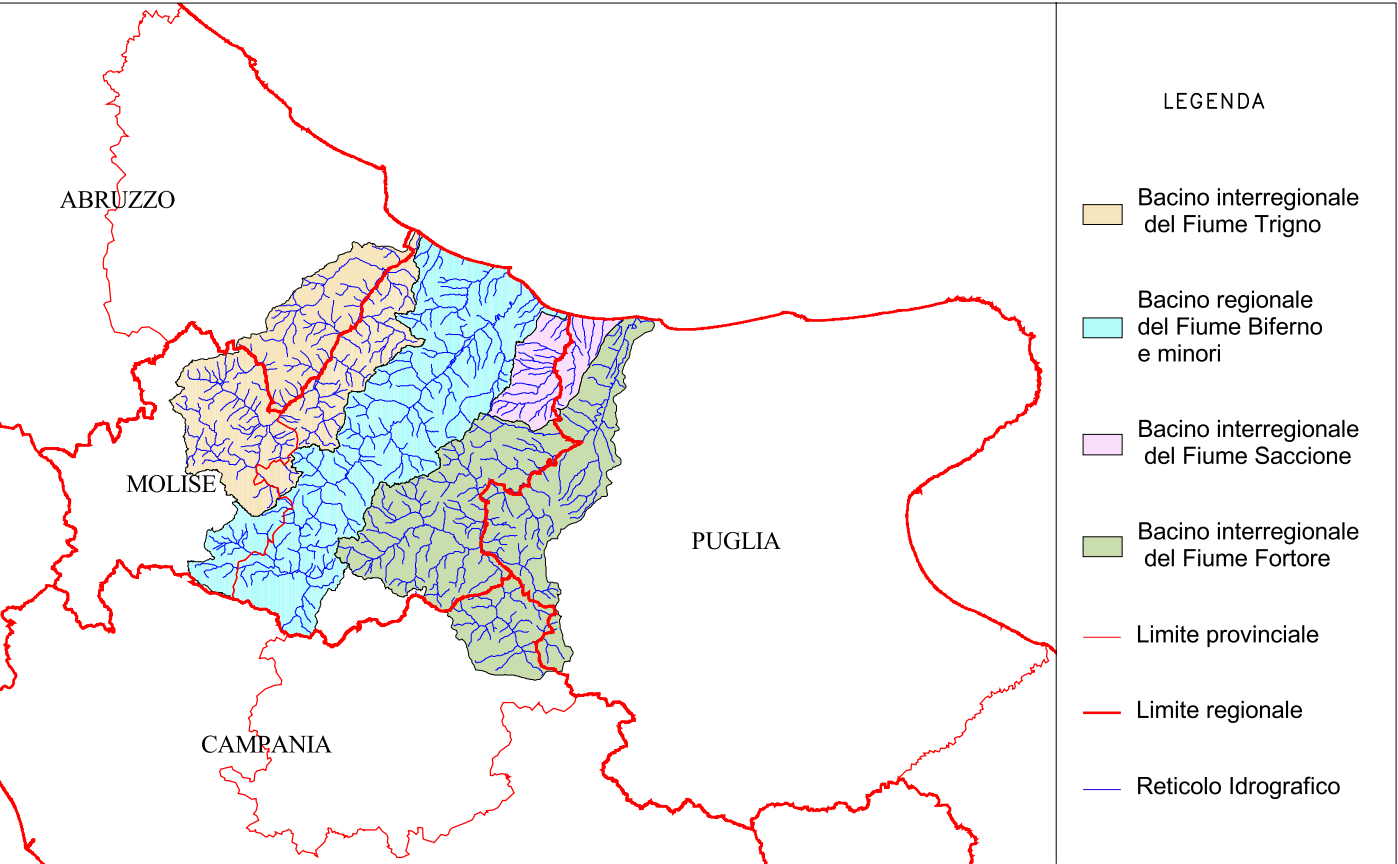 ABRUZZO
MOLISE
PUGLIA
CAMPANIA
LEGENDA
Bacino interregionale
del Fiume Trigno
Bacino regionale
del Fiume Biferno
e minori
Bacino interregionale
del Fiume Saccione
Bacino interregionale
del Fiume Fortore
Limite provinciale
Limite regionale
Reticolo Idrografico